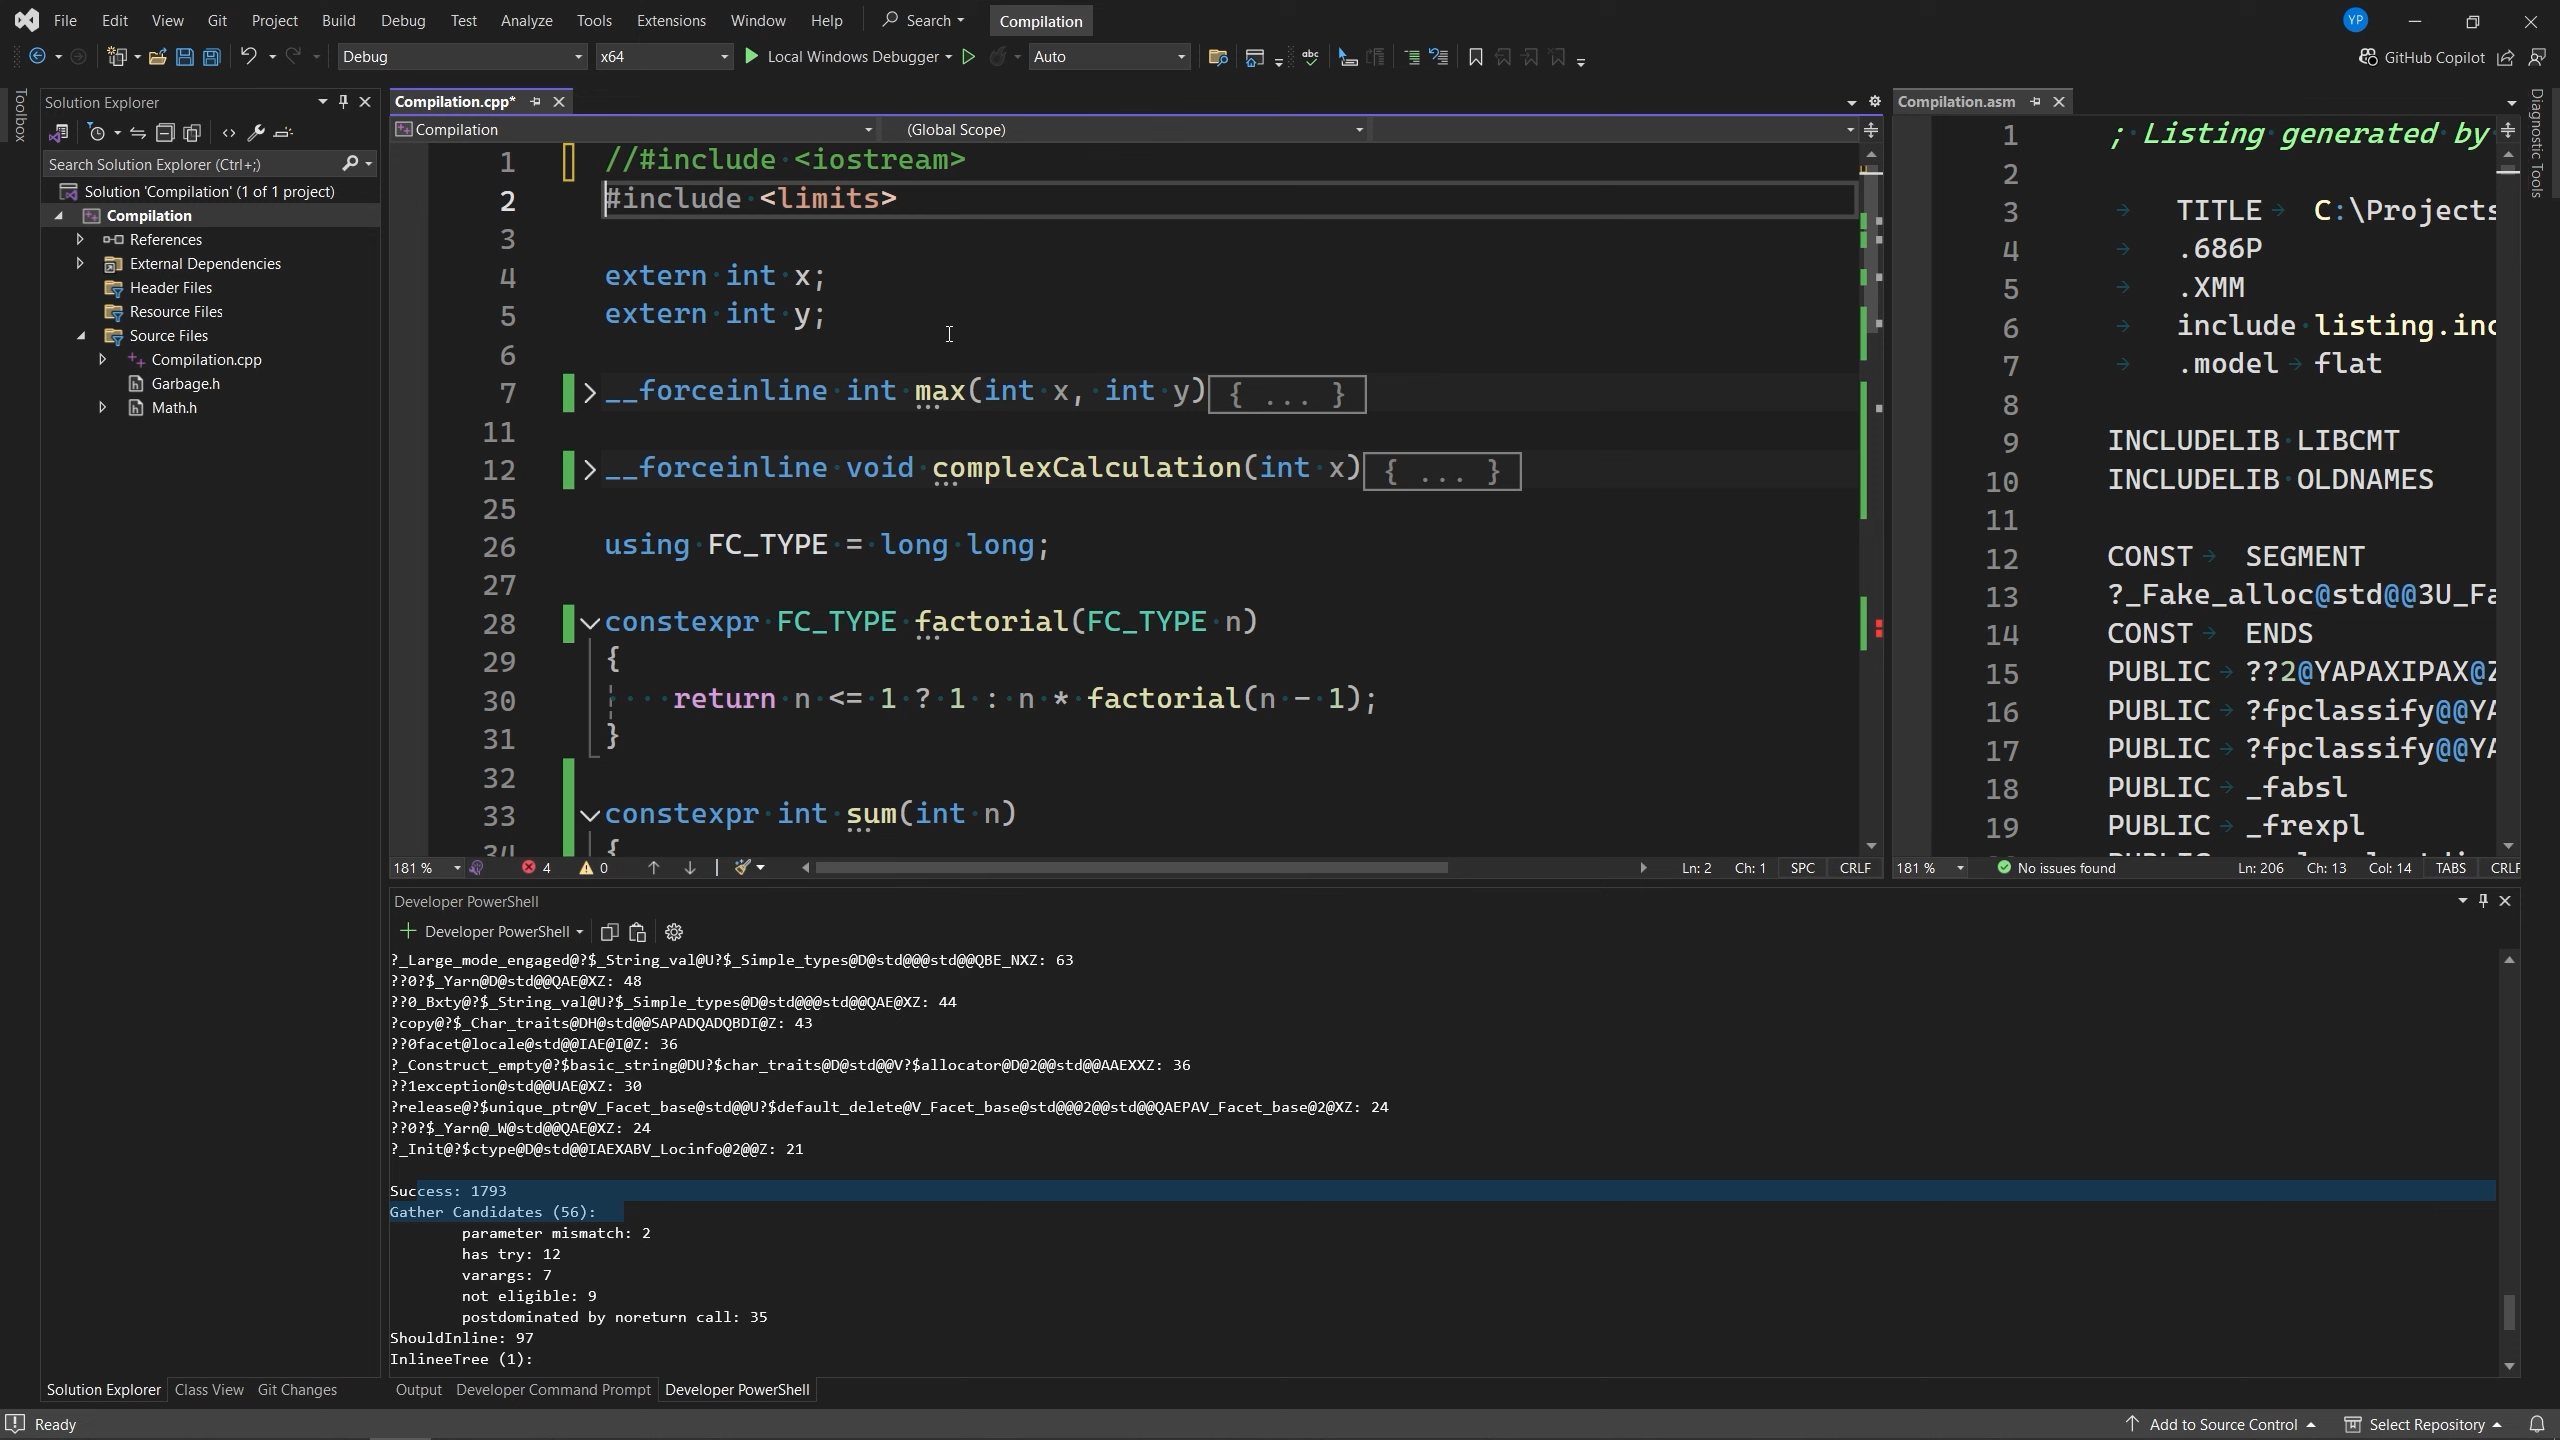 File Edit View Git Project Build Debug Test Analyze Tools Extensions Window Help Search Compilation YP
Debug x64 Local Windows Debugger Auto GitHub Copilot
Toolbox
Solution Explorer
Search Solution Explorer (Ctrl+;)
Solution 'Compilation' (1 of 1 project)
Compilation
References
External Dependencies
Header Files
Resource Files
Source Files
Compilation.cpp
Garbage.h
Math.h
Solution Explorer Class View Git Changes
Compilation.cpp*
Compilation (Global Scope)
1 //#include <iostream>
2 #include <limits>
3
4 extern int x;
5 extern int y;
6
7 __forceinline int max(int x, int y){ ... }
11
12 __forceinline void complexCalculation(int x){ ... }
25
26 using FC_TYPE = long long;
27
28 constexpr FC_TYPE factorial(FC_TYPE n)
29 {
30 return n <= 1 ? 1 : n * factorial(n - 1);
31 }
32
33 constexpr int sum(int n)
34 {
181 % 4 0 Ln: 2 Ch: 1 SPC CRLF
Compilation.asm
1 ; Listing generated by
2
3 TITLE C:\Projects
4 .686P
5 .XMM
6 include listing.inc
7 .model flat
8
9 INCLUDELIB LIBCMT
10 INCLUDELIB OLDNAMES
11
12 CONST SEGMENT
13 ?_Fake_alloc@std@@3U_Fa
14 CONST ENDS
15 PUBLIC ??2@YAPAXIPAX@Z
16 PUBLIC ?fpclassify@@YA
17 PUBLIC ?fpclassify@@YA
18 PUBLIC _fabsl
19 PUBLIC _frexpl
181 % No issues found Ln: 206 Ch: 13 Col: 14 TABS CRLF
Diagnostic Tools
Developer PowerShell
Developer PowerShell
?_Large_mode_engaged@?$_String_val@U?$_Simple_types@D@std@@@std@@QBE_NXZ: 63
??0?$_Yarn@D@std@@QAE@XZ: 48
??0_Bxty@?$_String_val@U?$_Simple_types@D@std@@@std@@QAE@XZ: 44
?copy@?$_Char_traits@DH@std@@SAPADQADQBDI@Z: 43
??0facet@locale@std@@IAE@I@Z: 36
?_Construct_empty@?$basic_string@DU?$char_traits@D@std@@V?$allocator@D@2@@std@@AAEXXZ: 36
??1exception@std@@UAE@XZ: 30
?release@?$unique_ptr@V_Facet_base@std@@U?$default_delete@V_Facet_base@std@@@2@@std@@QAEPAV_Facet_base@2@XZ: 24
??0?$_Yarn@_W@std@@QAE@XZ: 24
?_Init@?$ctype@D@std@@IAEXABV_Locinfo@2@@Z: 21
Success: 1793
Gather Candidates (56):
parameter mismatch: 2
has try: 12
varargs: 7
not eligible: 9
postdominated by noreturn call: 35
ShouldInline: 97
InlineeTree (1):
Output Developer Command Prompt Developer PowerShell
Ready Add to Source Control Select Repository